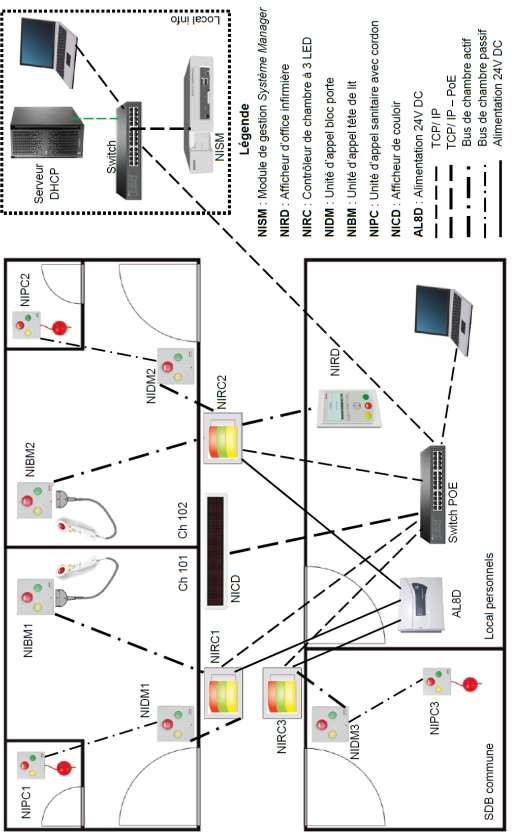 NIPC1
NIDM1
NIBM1
Ch 101
NIBM2
Ch 102
NIDM2
NIPC2
NIRC1
NICD
NIRC2
NIRC3
NIDM3
NIPC3
SDB commune
AL8D
Local personnels
Switch POE
NIRD
Serveur
DHCP
Switch
NISM
Local info
Légende
NISM : Module de gestion Système Manager
NIRD : Afficheur d'office infirmière
NIRC : Contrôleur de chambre à 3 LED
NIDM : Unité d'appel bloc porte
NIBM : Unité d'appel tête de lit
NIPC : Unité d'appel sanitaire avec cordon
NICD : Afficheur de couloir
AL8D : Alimentation 24V DC
TCP/ IP
TCP/ IP – PoE
Bus de chambre actif
Bus de chambre passif
Alimentation 24V DC